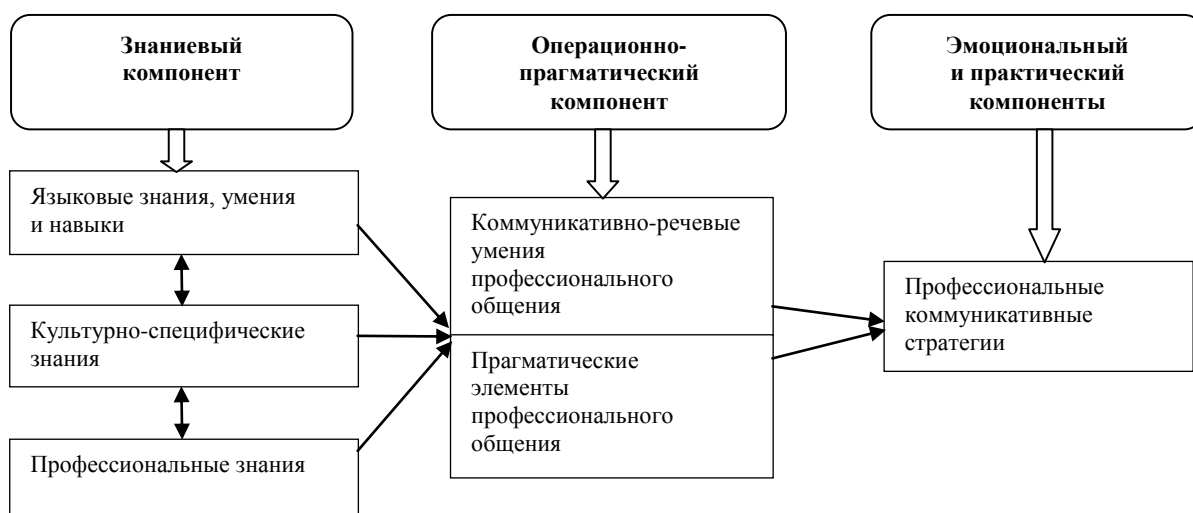 Знаниевый
компонент
Операционно-
прагматический
компонент
Эмоциональный
и практический
компоненты
Языковые знания, умения
и навыки
Культурно-специфические
знания
Профессиональные знания
Коммуникативно-речевые
умения
профессионального
общения
Прагматические
элементы
профессионального
общения
Профессиональные
коммуникативные
стратегии